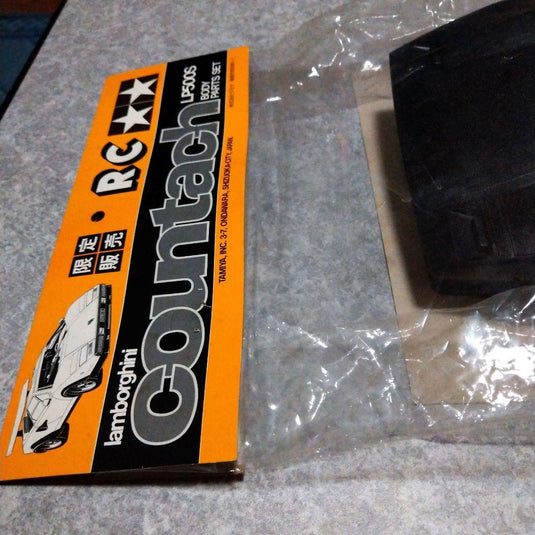 限定
販売
RC
lamborghini
countach LP500S
BODY
PARTS SET
TAMIYA, INC. 3-7, ONDAWARA, SHIZUOKA-CITY, JAPAN.